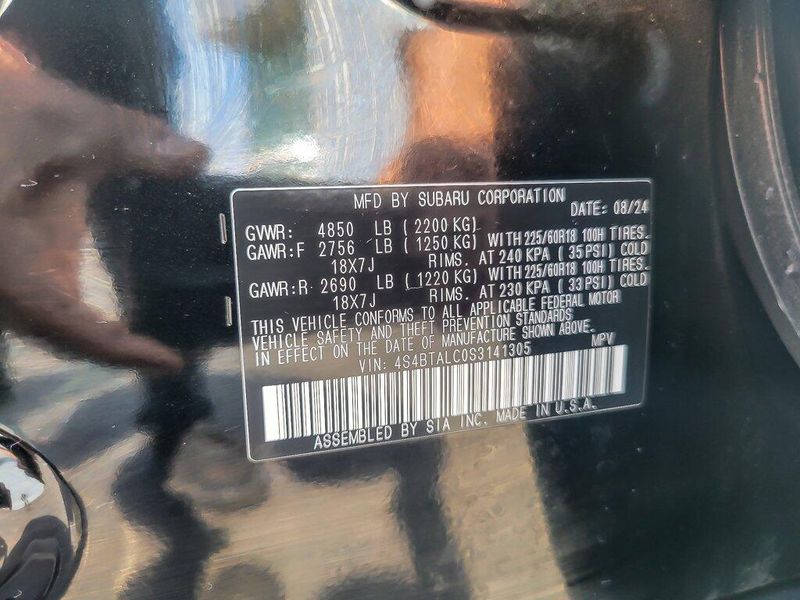 MFD BY SUBARU CORPORATION
DATE: 08/24
GVWR: 4850 LB ( 2200 KG)
GAWR:F 2756 LB ( 1250 KG) WITH 225/60R18 100H TIRES.
18X7J RIMS. AT 240 KPA ( 35 PSI) COLD
GAWR:R 2690 LB ( 1220 KG) WITH 225/60R18 100H TIRES.
18X7J RIMS. AT 230 KPA ( 33 PSI) COLD
THIS VEHICLE CONFORMS TO ALL APPLICABLE FEDERAL MOTOR
VEHICLE SAFETY AND THEFT PREVENTION STANDARDS
IN EFFECT ON THE DATE OF MANUFACTURE SHOWN ABOVE.
VIN: 4S4BTALC0S3141305 MPV
ASSEMBLED BY SIA INC. MADE IN U.S.A.